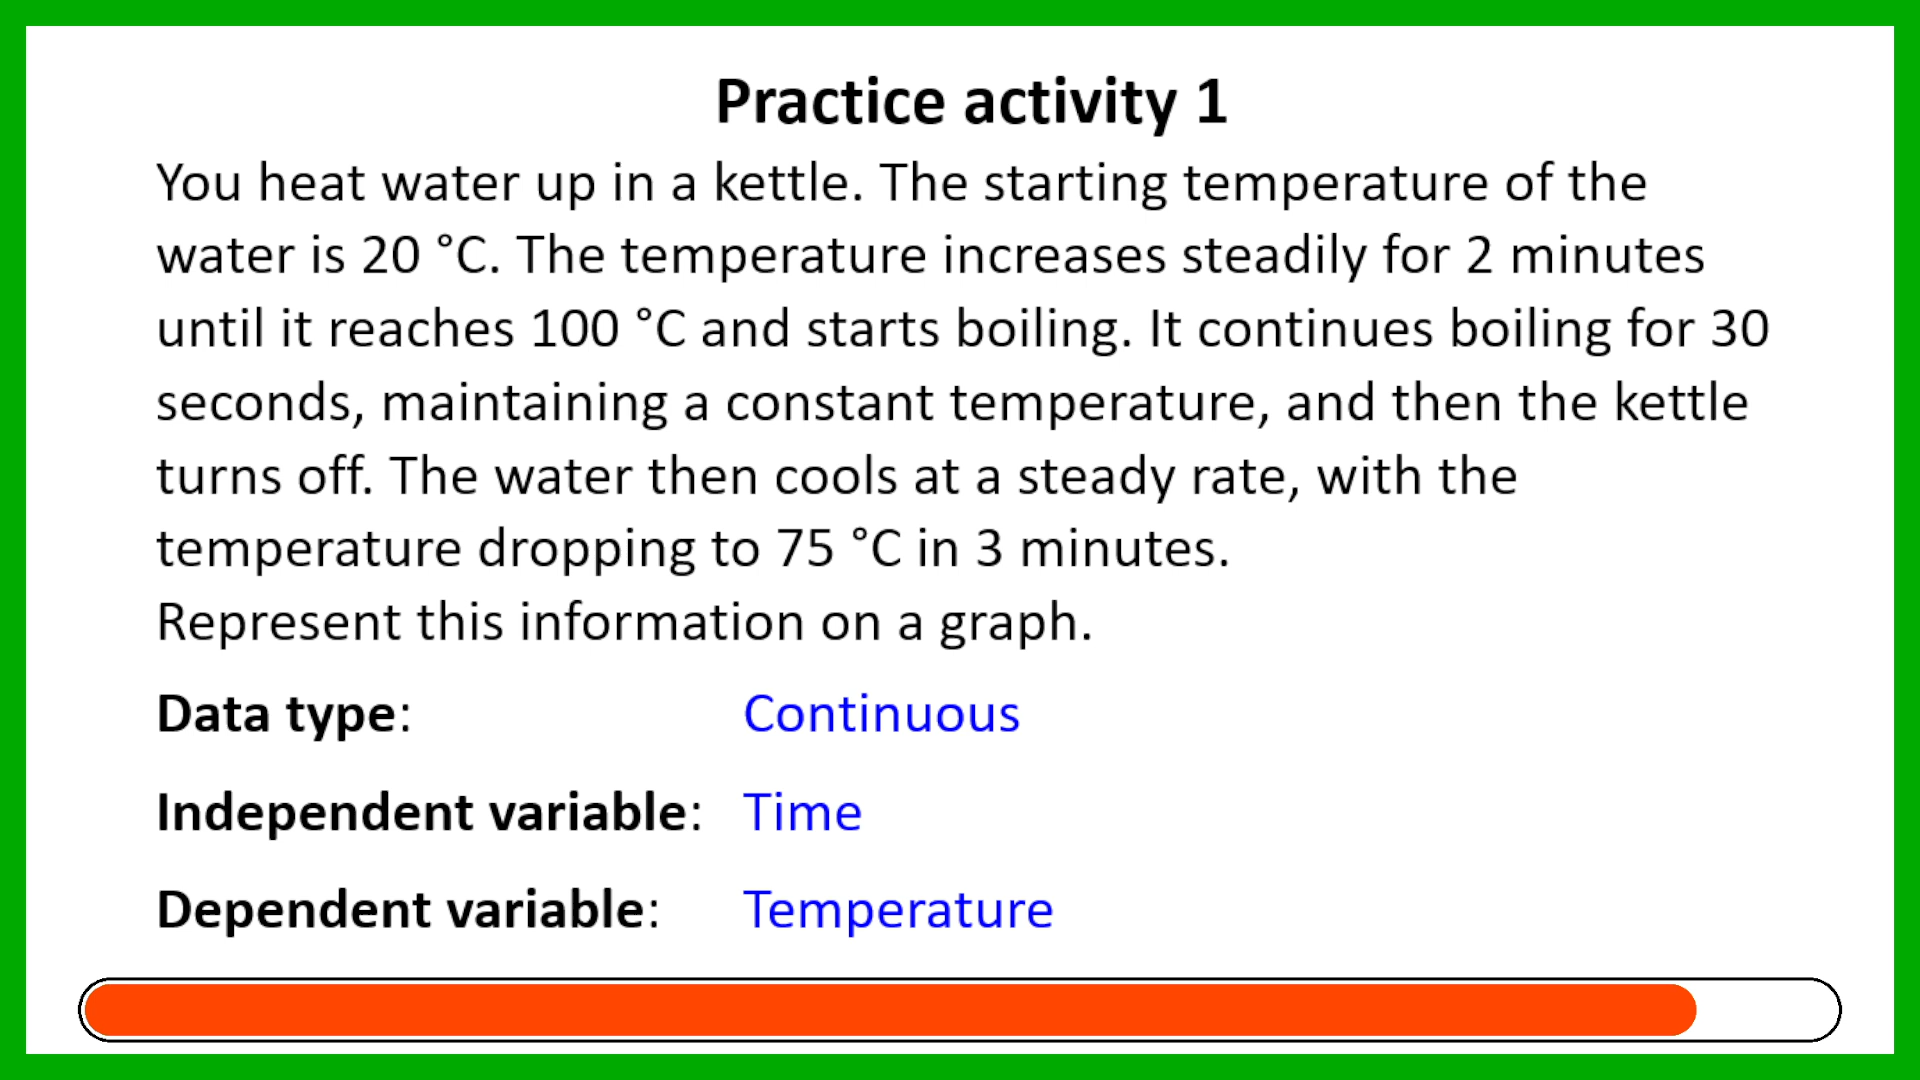 Practice activity 1
You heat water up in a kettle. The starting temperature of the
water is 20 °C. The temperature increases steadily for 2 minutes
until it reaches 100 °C and starts boiling. It continues boiling for 30
seconds, maintaining a constant temperature, and then the kettle
turns off. The water then cools at a steady rate, with the
temperature dropping to 75 °C in 3 minutes.
Represent this information on a graph.
Data type: Continuous
Independent variable: Time
Dependent variable: Temperature